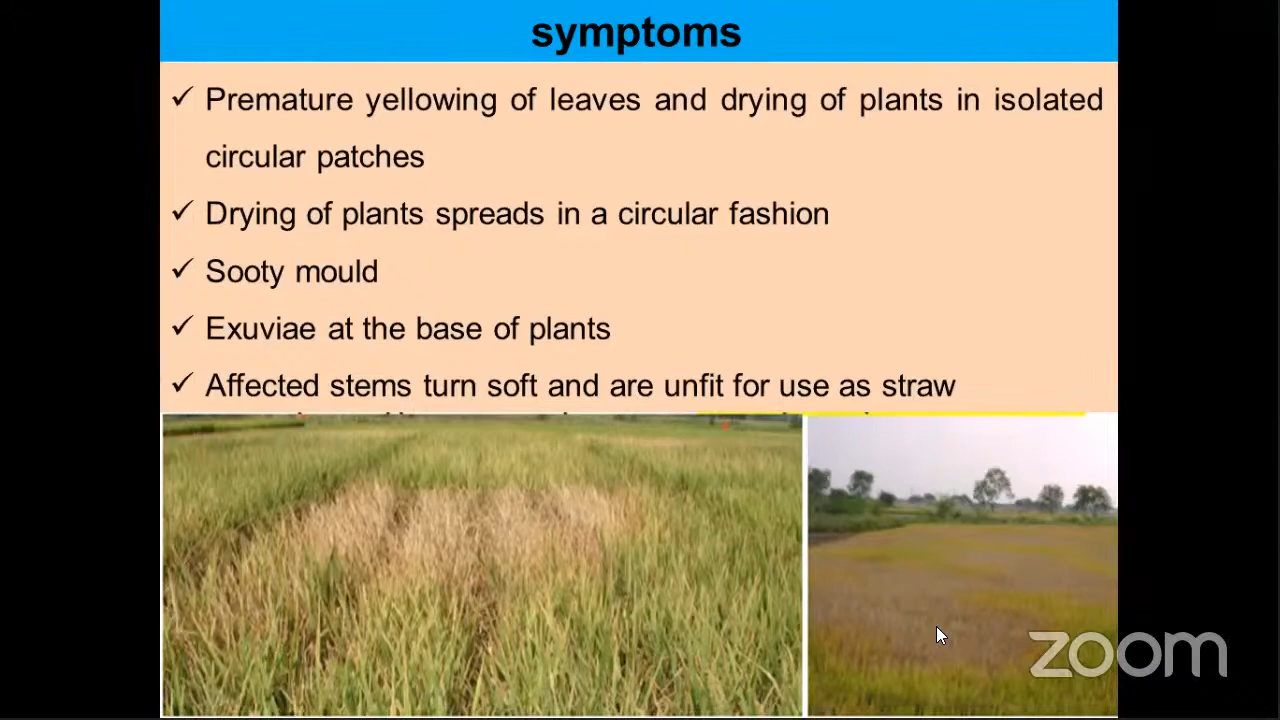 symptoms
✓ Premature yellowing of leaves and drying of plants in isolated
circular patches
✓ Drying of plants spreads in a circular fashion
✓ Sooty mould
✓ Exuviae at the base of plants
✓ Affected stems turn soft and are unfit for use as straw
zoom